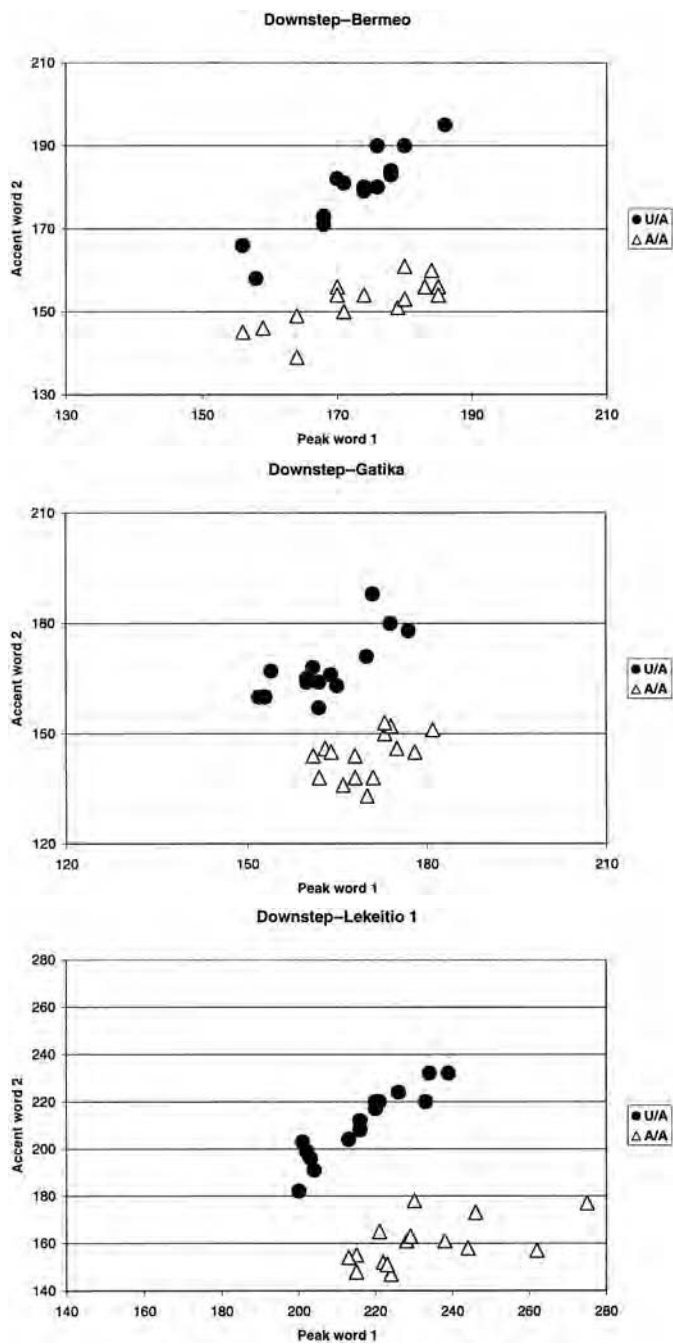 Downstep–Bermeo
210
190
170
150
130
Accent word 2
130 150 170 190 210
Peak word 1
U/A
A/A
Downstep–Gatika
210
180
150
120
Accent word 2
120 150 180 210
Peak word 1
U/A
A/A
Downstep–Lekeitio 1
280
260
240
220
200
180
160
140
Accent word 2
140 160 180 200 220 240 260 280
Peak word 1
U/A
A/A